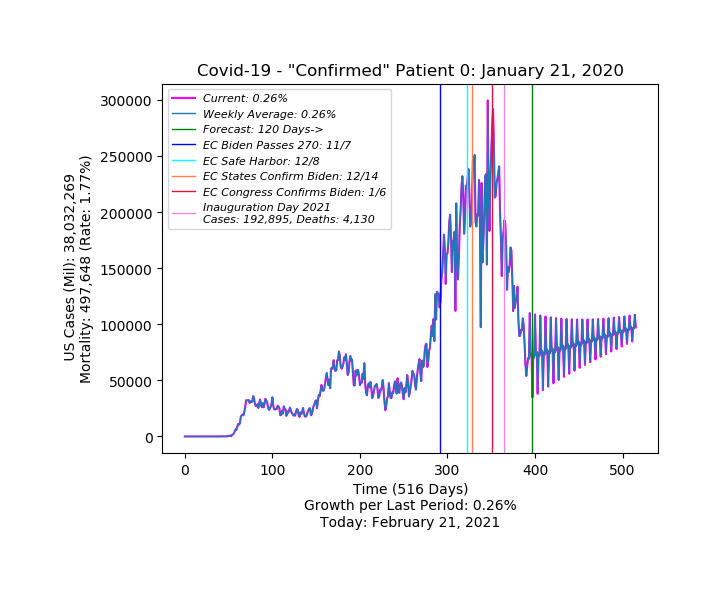 Covid-19 - "Confirmed" Patient 0: January 21, 2020
Current: 0.26%
Weekly Average: 0.26%
Forecast: 120 Days->
EC Biden Passes 270: 11/7
EC Safe Harbor: 12/8
EC States Confirm Biden: 12/14
EC Congress Confirms Biden: 1/6
Inauguration Day 2021
Cases: 192,895, Deaths: 4,130
US Cases (Mil): 38,032,269
Mortality: 497,648 (Rate: 1.77%)
300000
250000
200000
150000
100000
50000
0
0 100 200 300 400 500
Time (516 Days)
Growth per Last Period: 0.26%
Today: February 21, 2021